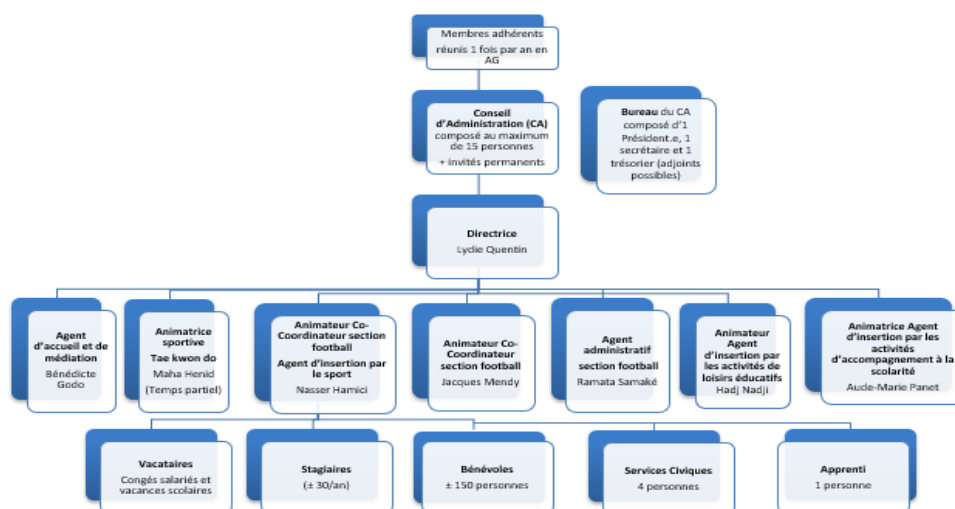 Membres adhérents
réunis 1 fois par an en
AG
Conseil
d'Administration (CA)
composé au maximum
de 15 personnes
+ invités permanents
Bureau du CA
composé d'1
Président.e, 1
secrétaire et 1
trésorier (adjoints
possibles)
Directrice
Lydie Quentin
Agent
d'accueil et de
médiation
Bénédicte
Godo
Animatrice
sportive
Tae kwon do
Maha Henid
(Temps partiel)
Animateur Co-
Coordinateur section
football
Agent d'insertion par
le sport
Nasser Hamici
Animateur Co-
Coordinateur
section football
Jacques Mendy
Agent
administratif
section football
Ramata Samaké
Animateur
Agent
d'insertion par
les activités de
loisirs éducatifs
Hadj Nadji
Animatrice Agent
d'insertion par les
activités
d'accompagnement à la
scolarité
Aude-Marie Panet
Vacataires
Congés salariés et
vacances scolaires
Stagiaires
(± 30/an)
Bénévoles
± 150 personnes
Services Civiques
4 personnes
Apprenti
1 personne